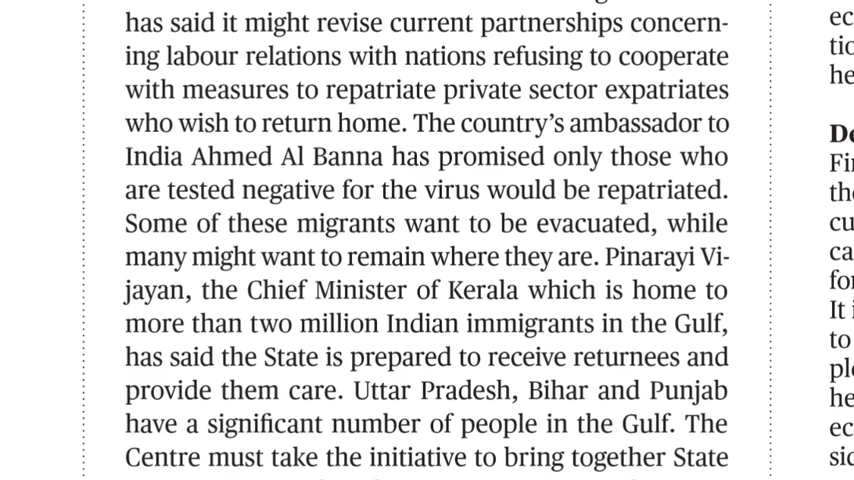 has said it might revise current partnerships concern-
ing labour relations with nations refusing to cooperate
with measures to repatriate private sector expatriates
who wish to return home. The country’s ambassador to
India Ahmed Al Banna has promised only those who
are tested negative for the virus would be repatriated.
Some of these migrants want to be evacuated, while
many might want to remain where they are. Pinarayi Vi-
jayan, the Chief Minister of Kerala which is home to
more than two million Indian immigrants in the Gulf,
has said the State is prepared to receive returnees and
provide them care. Uttar Pradesh, Bihar and Punjab
have a significant number of people in the Gulf. The
Centre must take the initiative to bring together State